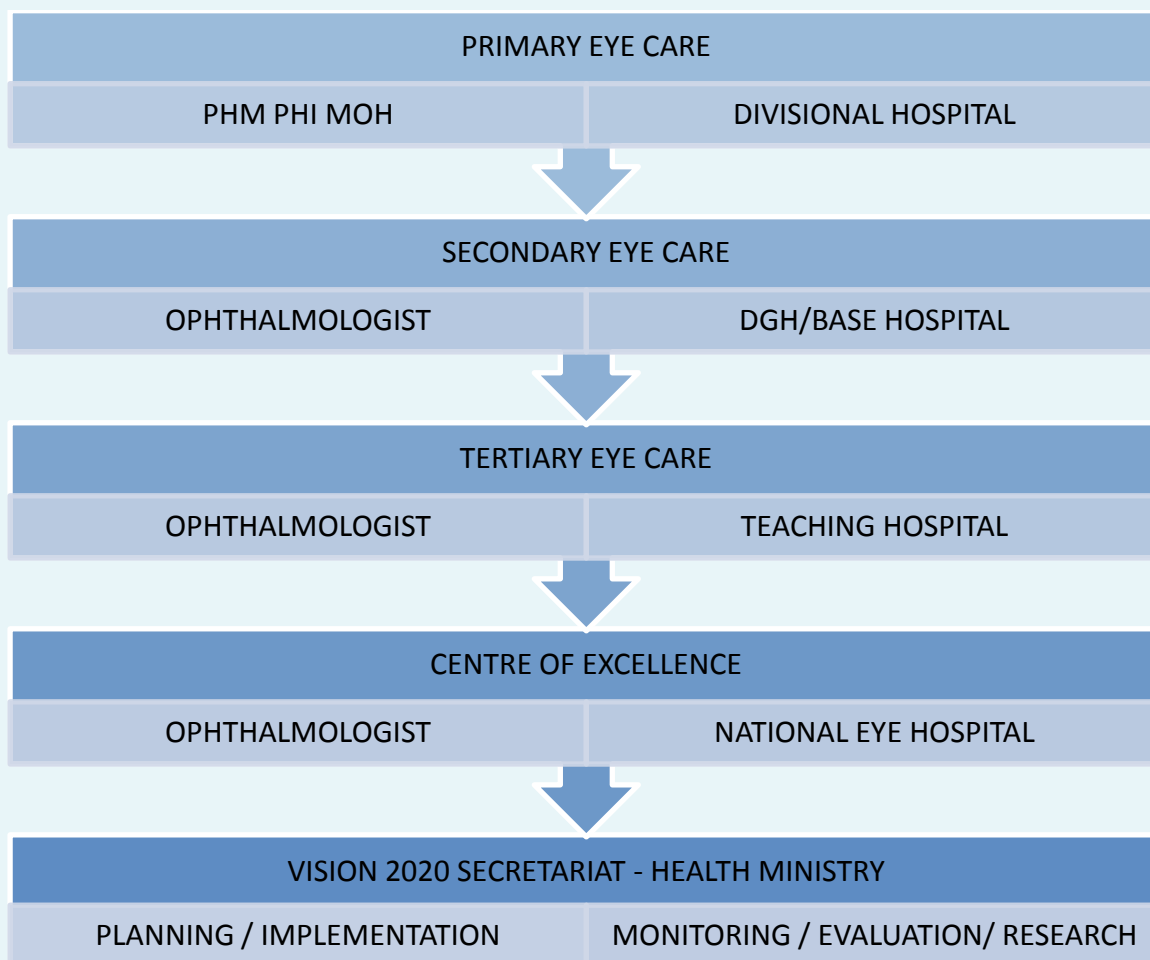 PRIMARY EYE CARE
PHM PHI MOH
DIVISIONAL HOSPITAL
SECONDARY EYE CARE
OPHTHALMOLOGIST
DGH/BASE HOSPITAL
TERTIARY EYE CARE
OPHTHALMOLOGIST
TEACHING HOSPITAL
CENTRE OF EXCELLENCE
OPHTHALMOLOGIST
NATIONAL EYE HOSPITAL
VISION 2020 SECRETARIAT - HEALTH MINISTRY
PLANNING / IMPLEMENTATION
MONITORING / EVALUATION/ RESEARCH